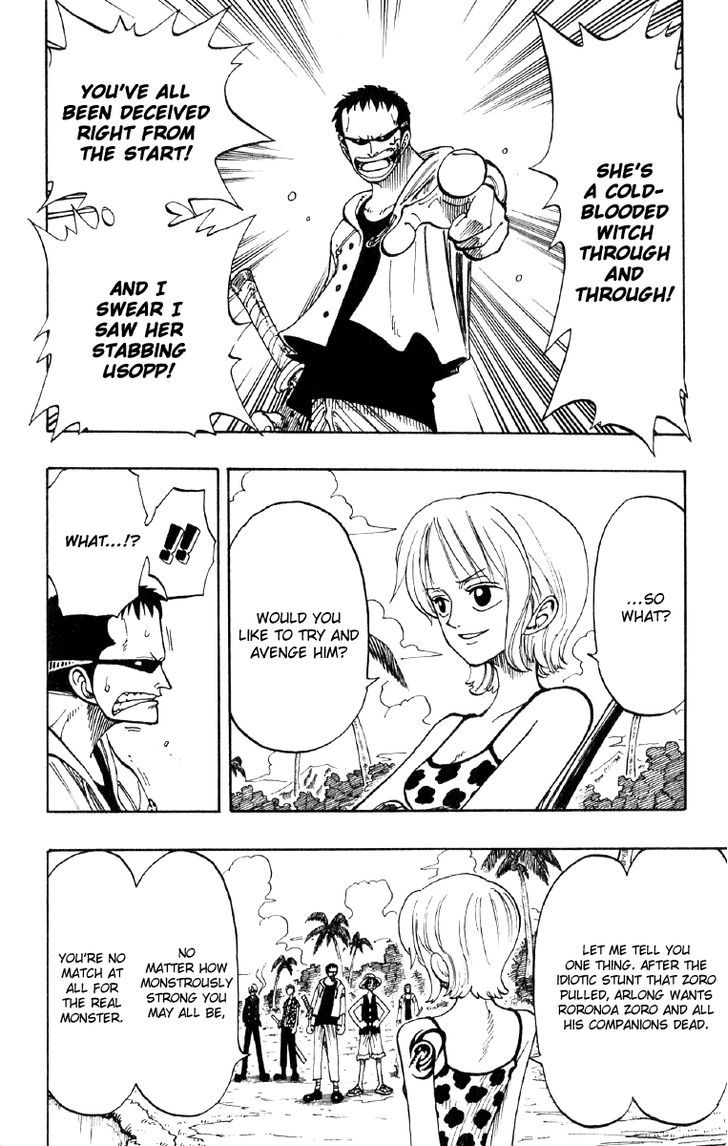 SHE'S
A COLD-
BLOODED
WITCH
THROUGH
AND
THROUGH!
YOU'VE ALL
BEEN DECEIVED
RIGHT FROM
THE START!
AND I
SWEAR I
SAW HER
STABBING
USOPP!
...SO
WHAT?
WOULD YOU
LIKE TO TRY AND
AVENGE HIM?
!!
WHAT...!?
LET ME TELL YOU
ONE THING. AFTER THE
IDIOTIC STUNT THAT ZORO
PULLED, ARLONG WANTS
RORONOA ZORO AND ALL
HIS COMPANIONS DEAD.
NO
MATTER HOW
MONSTROUSLY
STRONG YOU
MAY ALL BE,
YOU'RE NO
MATCH AT
ALL FOR
THE REAL
MONSTER.